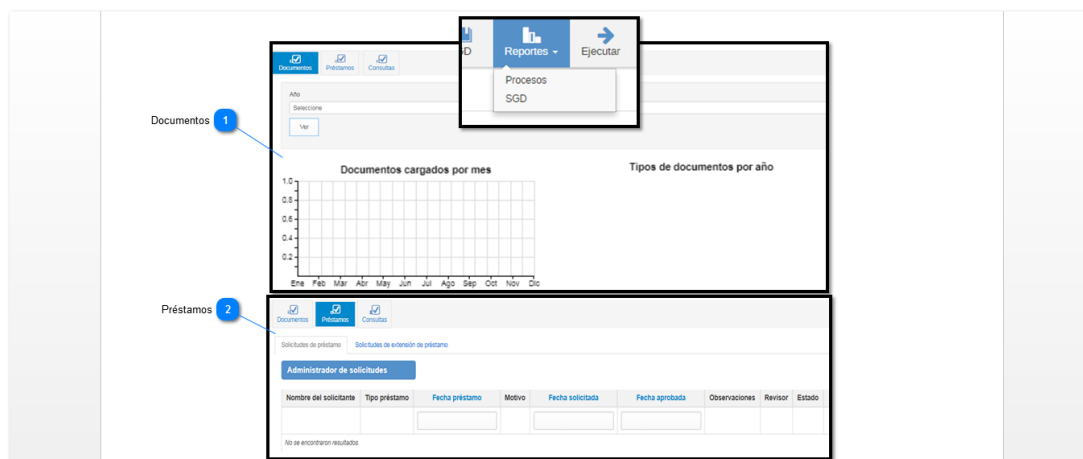 Reportes
Ejecutar
Procesos
SGD
Documentos Préstamos Consultas
Año
Seleccione
Ver
Documentos 1
Documentos cargados por mes
Tipos de documentos por año
1.0
0.8
0.6
0.4
0.2
Ene Feb Mar Abr May Jun Jul Ago Sep Oct Nov Dic
Préstamos 2
Documentos Préstamos Consultas
Solicitudes de préstamo Solicitudes de extensión de préstamo
Administrador de solicitudes
Nombre del solicitante Tipo préstamo Fecha préstamo Motivo Fecha solicitada Fecha aprobada Observaciones Revisor Estado
No se encontraron resultados